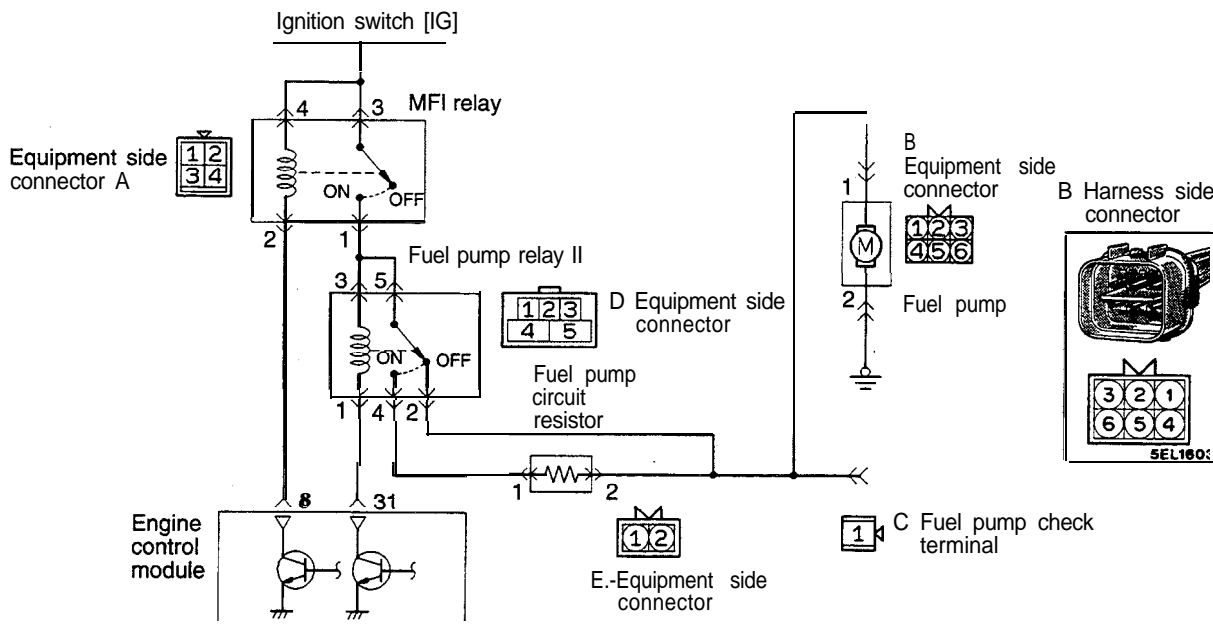 Ignition switch [IG]
4
3
MFI relay
Equipment side
connector A
1 2
3 4
ON
OFF
2
1
Fuel pump relay II
3
5
D Equipment side
connector
1 2 3
4 5
ON
OFF
1
4
2
Fuel pump
circuit
resistor
1
2
8
31
Engine
control
module
1 2
E.-Equipment side
connector
B
Equipment side
connector
1
1 2 3
4 5 6
M
2
Fuel pump
C Fuel pump check
terminal
1
B Harness side
connector
3 2 1
6 5 4